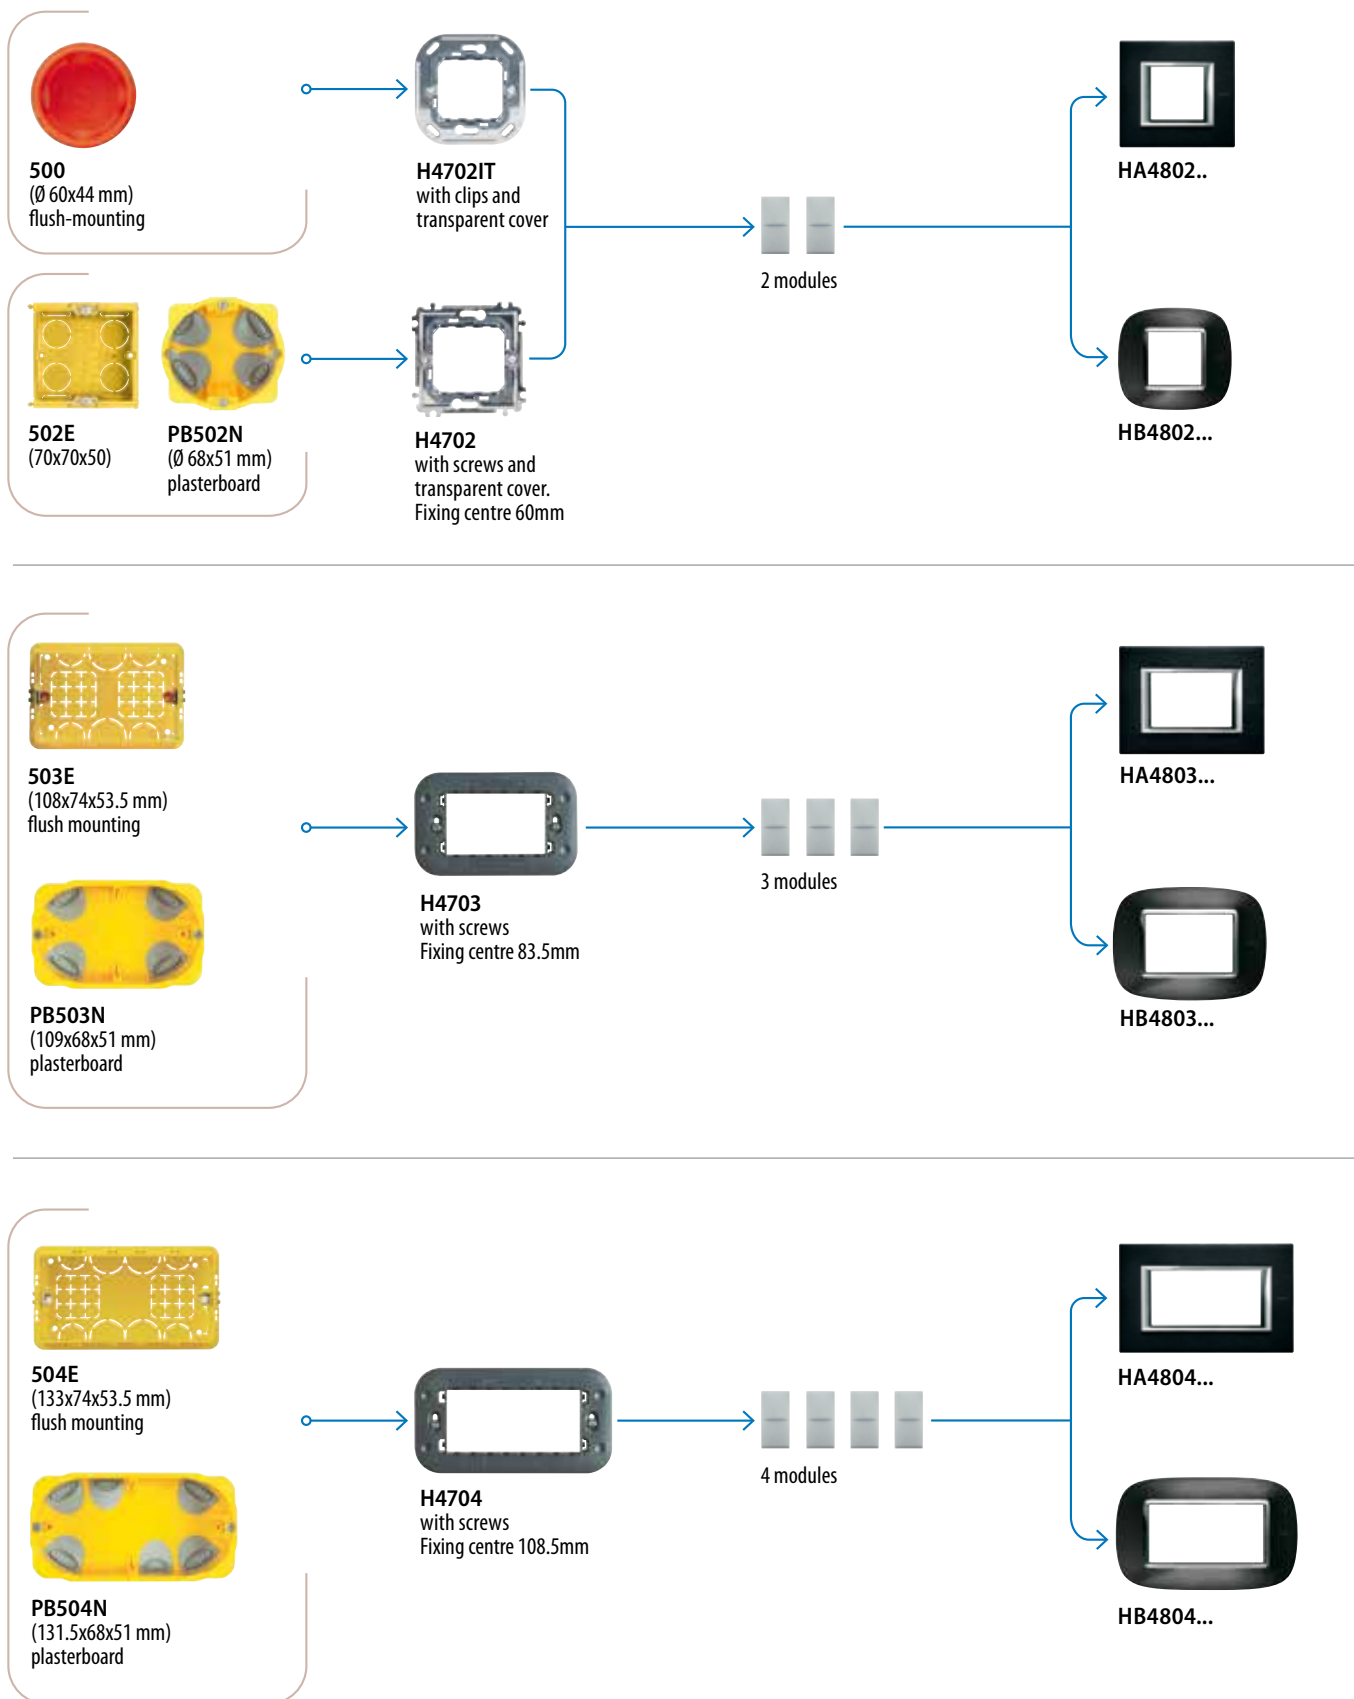 500
(Ø 60x44 mm)
flush-mounting
H4702IT
with clips and
transparent cover
2 modules
HA4802..
502E
(70x70x50)
PB502N
(Ø 68x51 mm)
plasterboard
H4702
with screws and
transparent cover.
Fixing centre 60mm
HB4802...
503E
(108x74x53.5 mm)
flush mounting
PB503N
(109x68x51 mm)
plasterboard
H4703
with screws
Fixing centre 83.5mm
3 modules
HA4803...
HB4803...
504E
(133x74x53.5 mm)
flush mounting
PB504N
(131.5x68x51 mm)
plasterboard
H4704
with screws
Fixing centre 108.5mm
4 modules
HA4804...
HB4804...